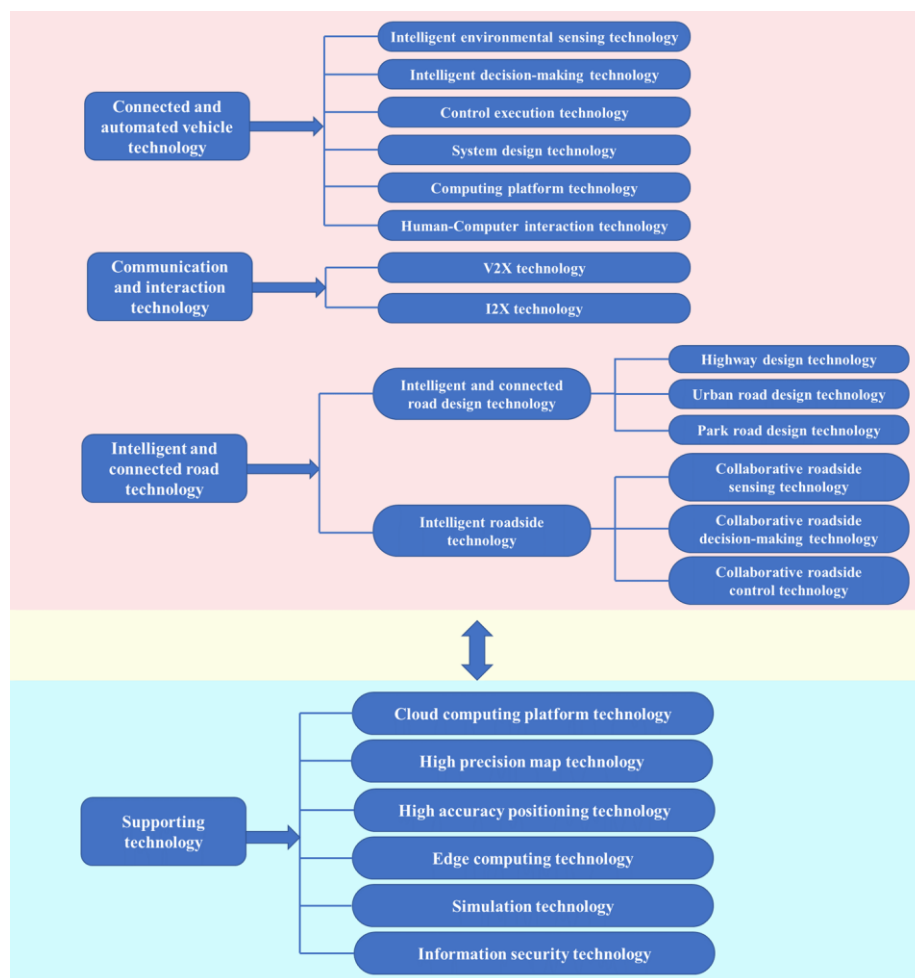 Connected and
automated vehicle
technology
Intelligent environmental sensing technology
Intelligent decision-making technology
Control execution technology
System design technology
Computing platform technology
Human-Computer interaction technology
Communication
and interaction
technology
V2X technology
I2X technology
Intelligent and
connected road
technology
Intelligent and connected
road design technology
Highway design technology
Urban road design technology
Park road design technology
Intelligent roadside
technology
Collaborative roadside
sensing technology
Collaborative roadside
decision-making technology
Collaborative roadside
control technology
Supporting
technology
Cloud computing platform technology
High precision map technology
High accuracy positioning technology
Edge computing technology
Simulation technology
Information security technology